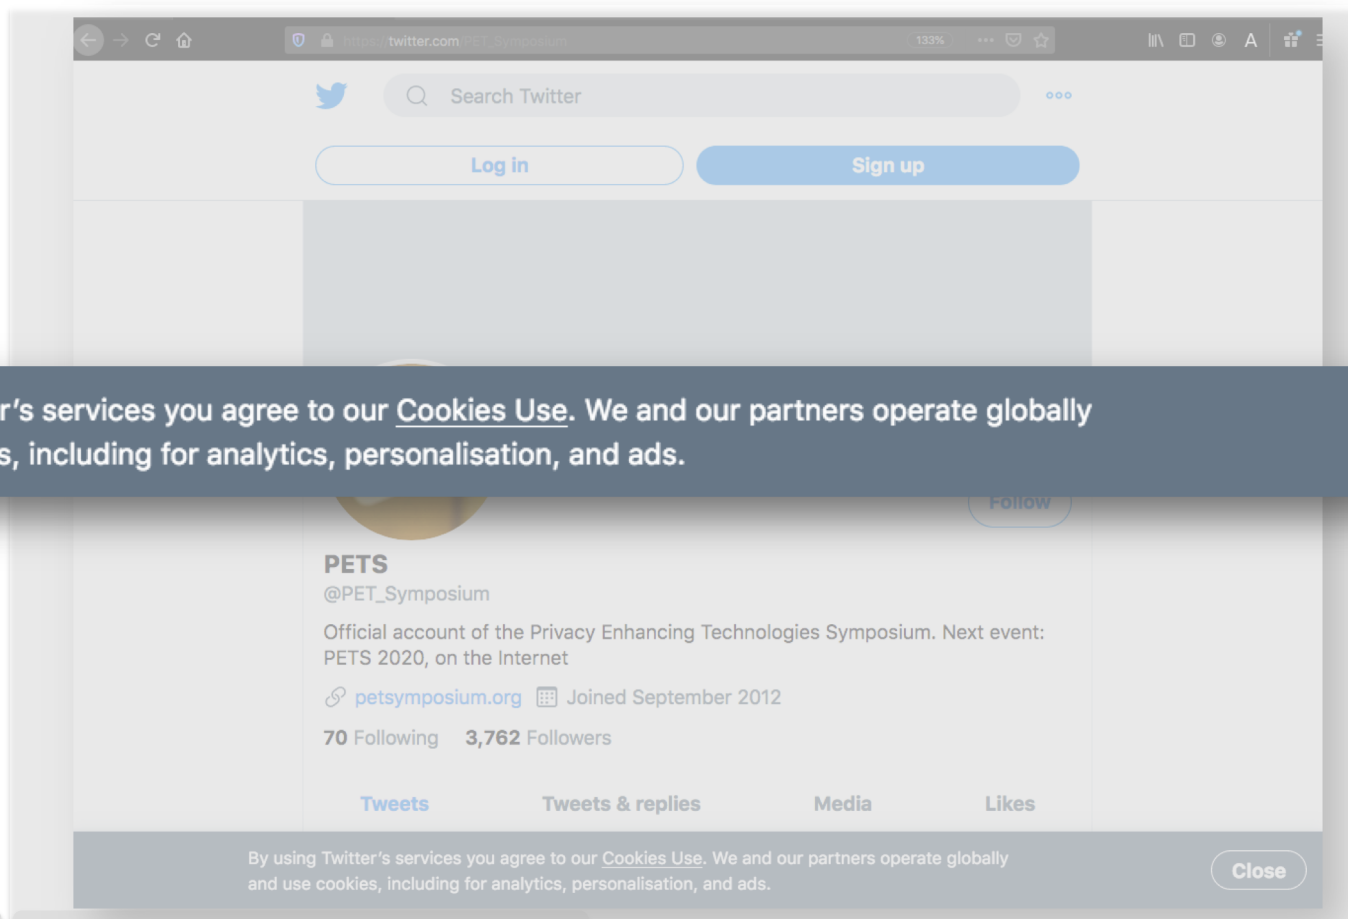 https://twitter.com/PET_Symposium
133%
A
Search Twitter
Log in
Sign up
r's services you agree to our Cookies Use. We and our partners operate globally
s, including for analytics, personalisation, and ads.
Follow
PETS
@PET_Symposium
Official account of the Privacy Enhancing Technologies Symposium. Next event:
PETS 2020, on the Internet
petsymposium.org Joined September 2012
70 Following 3,762 Followers
Tweets Tweets & replies Media Likes
By using Twitter's services you agree to our Cookies Use. We and our partners operate globally
and use cookies, including for analytics, personalisation, and ads.
Close